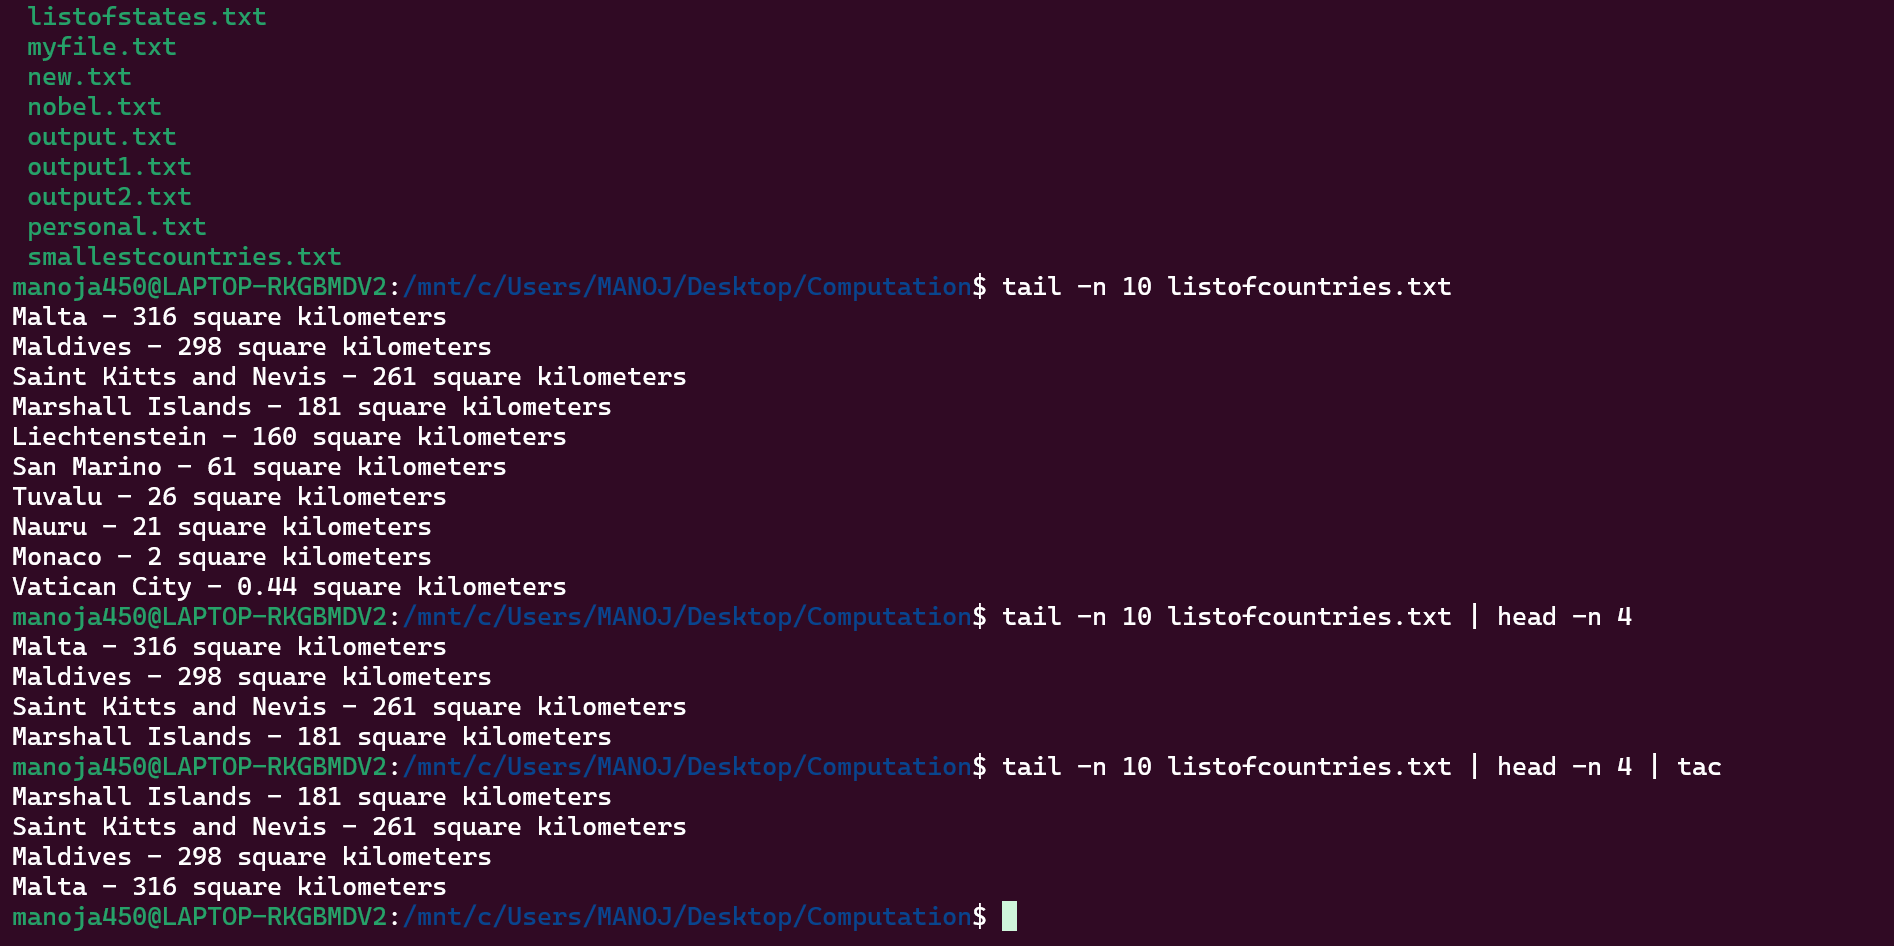 listofstates.txt
myfile.txt
new.txt
nobel.txt
output.txt
output1.txt
output2.txt
personal.txt
smallestcountries.txt
manoja450@LAPTOP-RKGBMDV2:/mnt/c/Users/MANOJ/Desktop/Computation$ tail -n 10 listofcountries.txt
Malta - 316 square kilometers
Maldives - 298 square kilometers
Saint Kitts and Nevis - 261 square kilometers
Marshall Islands - 181 square kilometers
Liechtenstein - 160 square kilometers
San Marino - 61 square kilometers
Tuvalu - 26 square kilometers
Nauru - 21 square kilometers
Monaco - 2 square kilometers
Vatican City - 0.44 square kilometers
manoja450@LAPTOP-RKGBMDV2:/mnt/c/Users/MANOJ/Desktop/Computation$ tail -n 10 listofcountries.txt | head -n 4
Malta - 316 square kilometers
Maldives - 298 square kilometers
Saint Kitts and Nevis - 261 square kilometers
Marshall Islands - 181 square kilometers
manoja450@LAPTOP-RKGBMDV2:/mnt/c/Users/MANOJ/Desktop/Computation$ tail -n 10 listofcountries.txt | head -n 4 | tac
Marshall Islands - 181 square kilometers
Saint Kitts and Nevis - 261 square kilometers
Maldives - 298 square kilometers
Malta - 316 square kilometers
manoja450@LAPTOP-RKGBMDV2:/mnt/c/Users/MANOJ/Desktop/Computation$